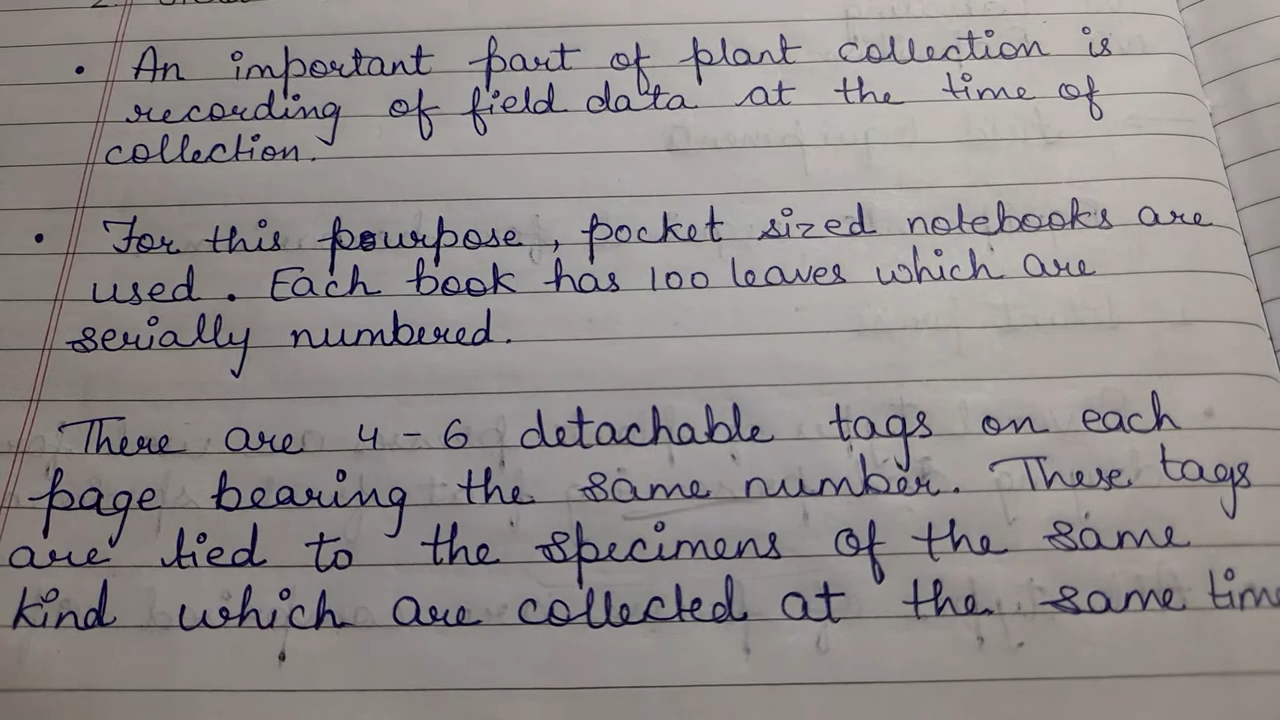 • An important part of plant collection is
recording of field data at the time of
collection.
• For this pourpose, pocket sized notebooks are
used. Each book has 100 leaves which are
serially numbered.
There are 4-6 detachable tags on each
page bearing the same number. These tags
are tied to the specimens of the same
kind which are collected at the same tim